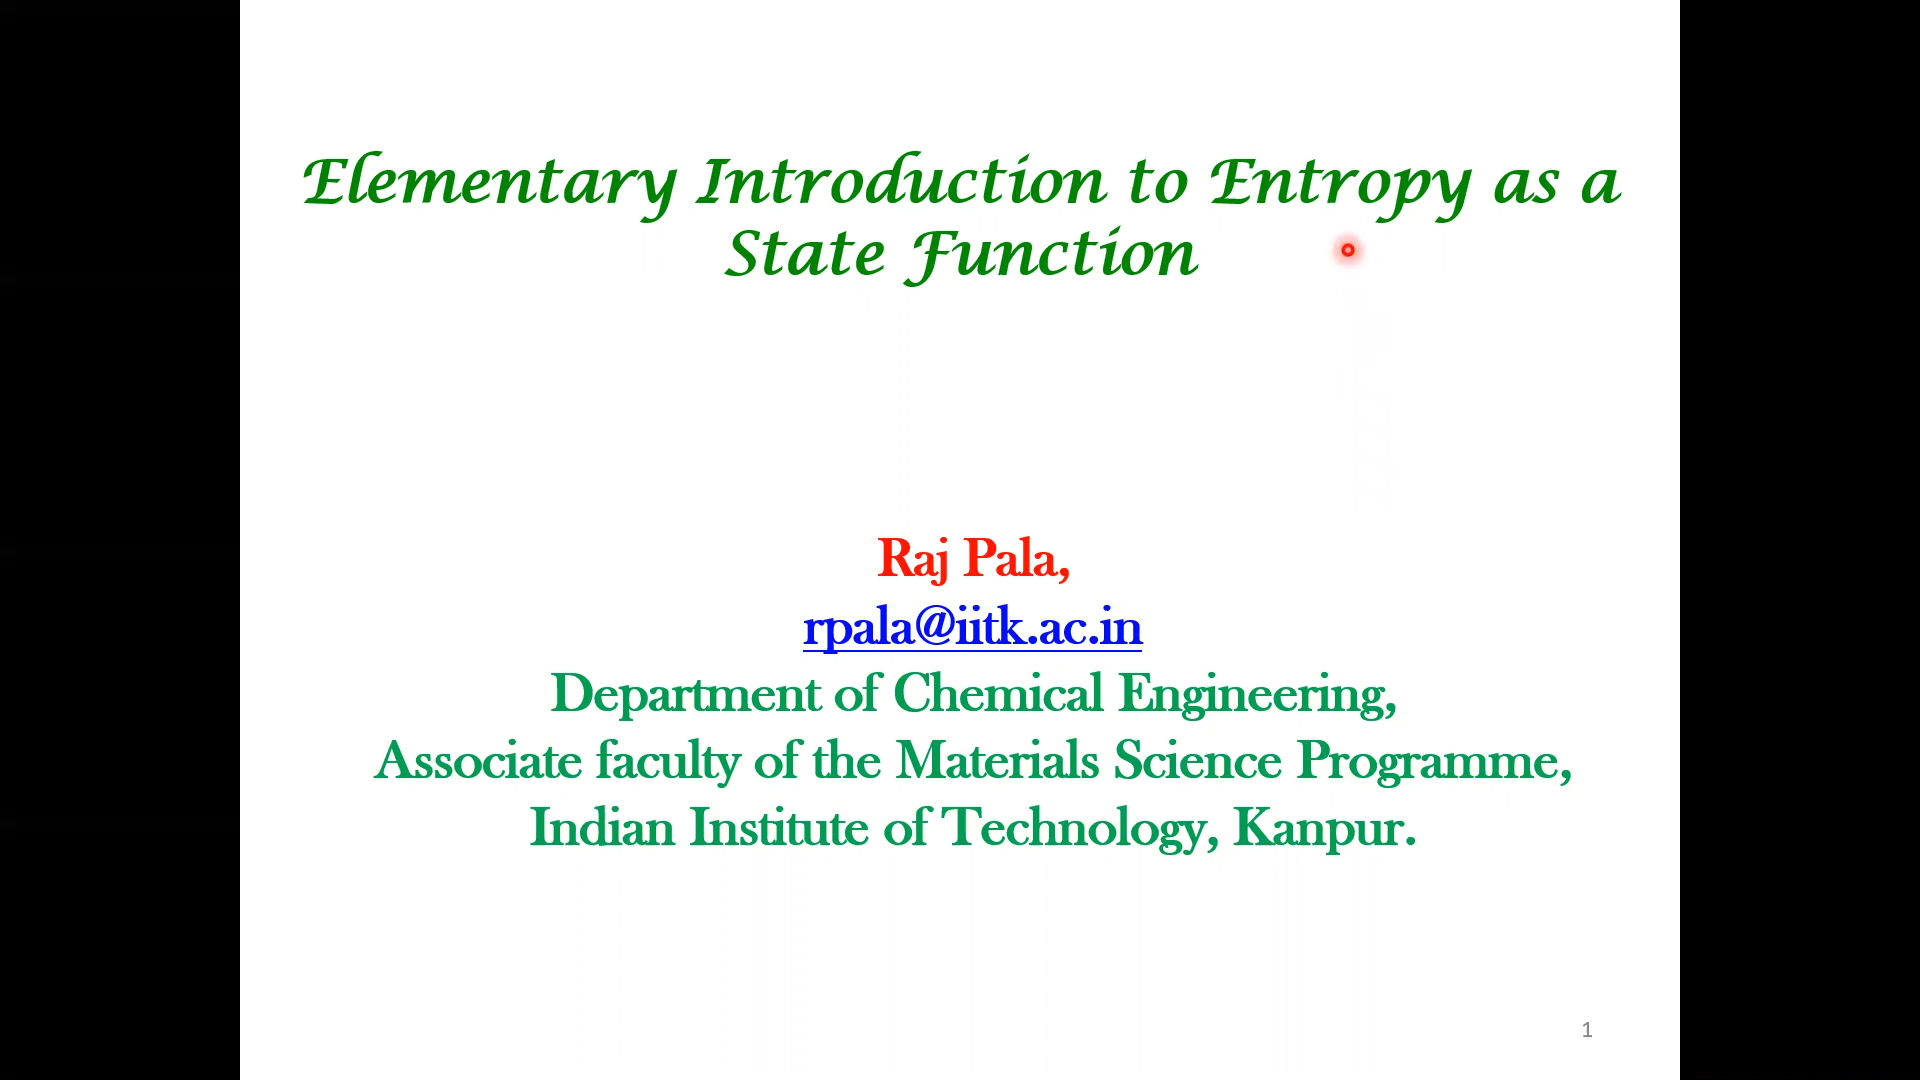 Elementary Introduction to Entropy as a
State Function
Raj Pala,
rpala@iitk.ac.in
Department of Chemical Engineering,
Associate faculty of the Materials Science Programme,
Indian Institute of Technology, Kanpur.
1